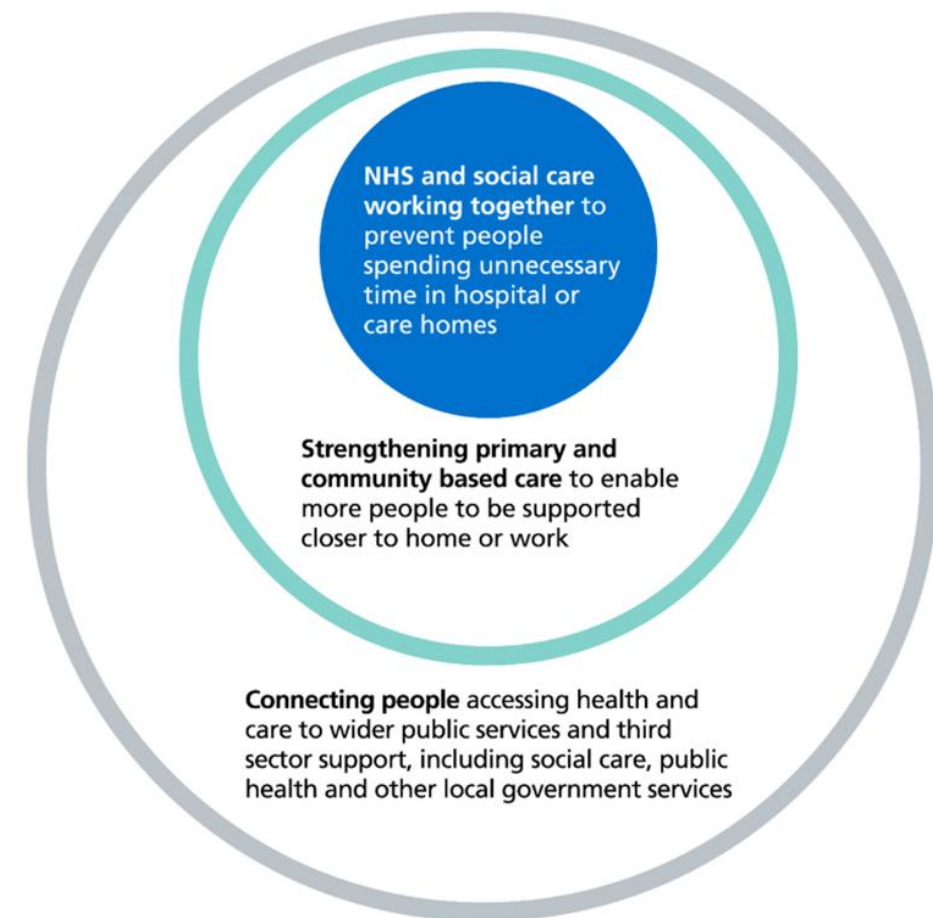 NHS and social care
working together to
prevent people
spending unnecessary
time in hospital or
care homes
Strengthening primary and
community based care to enable
more people to be supported
closer to home or work
Connecting people accessing health and
care to wider public services and third
sector support, including social care, public
health and other local government services